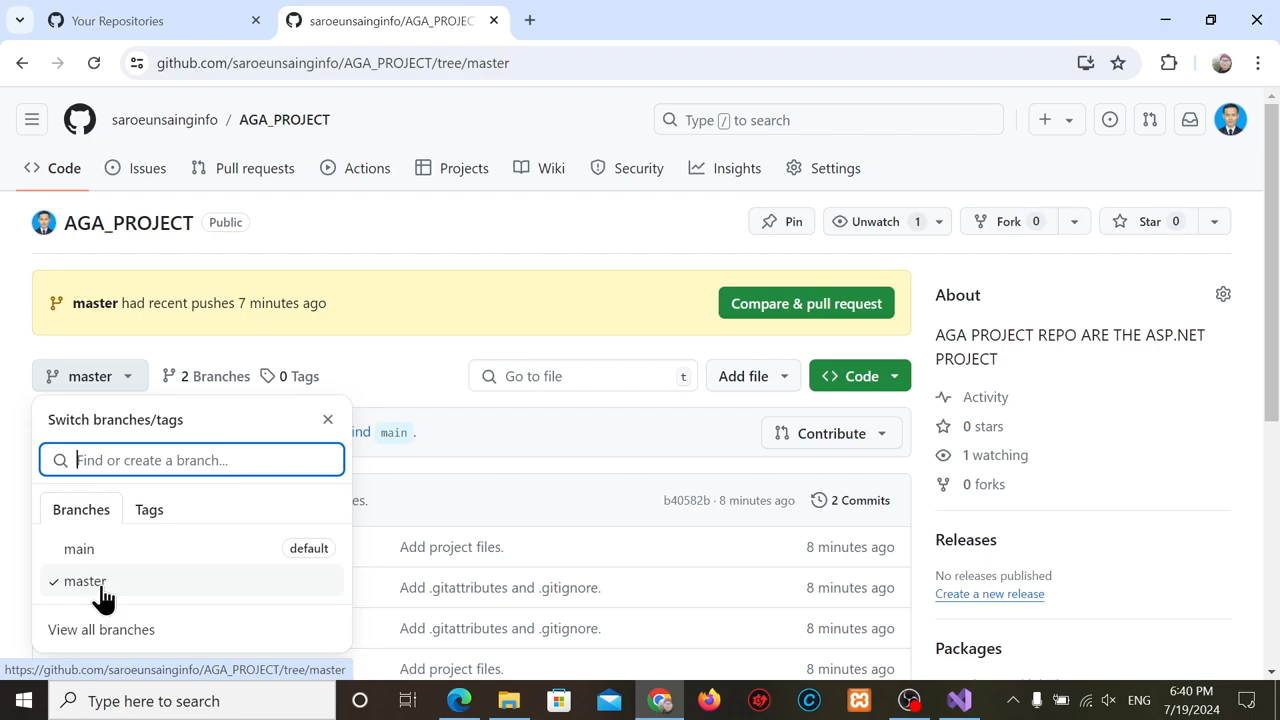 Your Repositories
saroeunsainginfo/AGA_PROJEC
github.com/saroeunsainginfo/AGA_PROJECT/tree/master
saroeunsainginfo / AGA_PROJECT
Type / to search
Code
Issues
Pull requests
Actions
Projects
Wiki
Security
Insights
Settings
AGA_PROJECT
Public
Pin
Unwatch 1
Fork 0
Star 0
master had recent pushes 7 minutes ago
Compare & pull request
master
2 Branches
0 Tags
Go to file
t
Add file
Code
Switch branches/tags
Find or create a branch...
Branches
Tags
main
default
master
View all branches
ind main .
Contribute
es.
b40582b · 8 minutes ago
2 Commits
Add project files.
8 minutes ago
Add .gitattributes and .gitignore.
8 minutes ago
Add .gitattributes and .gitignore.
8 minutes ago
Add project files.
8 minutes ago
About
AGA PROJECT REPO ARE THE ASP.NET
PROJECT
Activity
0 stars
1 watching
0 forks
Releases
No releases published
Create a new release
Packages
https://github.com/saroeunsainginfo/AGA_PROJECT/tree/master
Type here to search
ENG
6:40 PM
7/19/2024